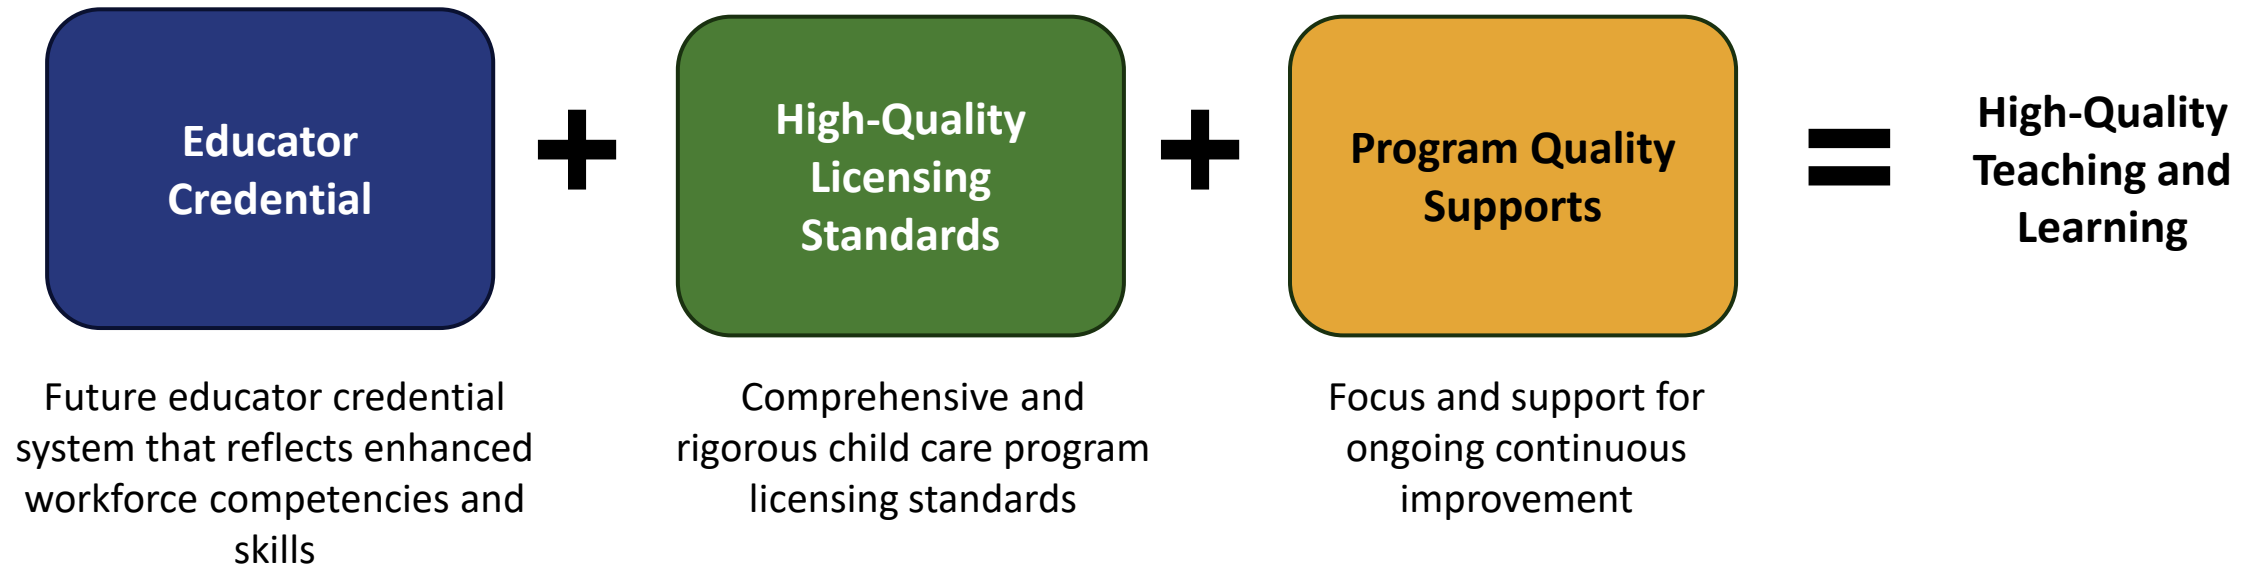 Educator
Credential
+
High-Quality
Licensing
Standards
+
Program Quality
Supports
=
High-Quality
Teaching and
Learning
Future educator credential
system that reflects enhanced
workforce competencies and
skills
Comprehensive and
rigorous child care program
licensing standards
Focus and support for
ongoing continuous
improvement